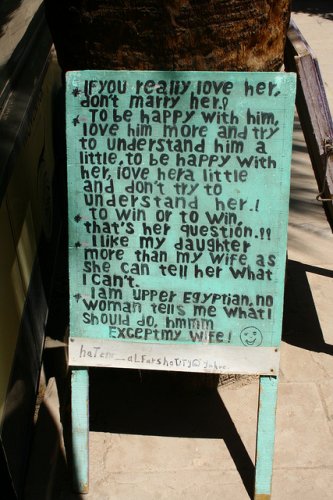 * If you really love her,
don't marry her.!
* To be happy with him,
love him more and try
to understand him a
little, to be happy with
her, love her a little
and don't try to
understand her.!
* to win or to win,
that's her question.!!
* I like my daughter
more than my wife as
she can tell her what
I can't.
* I am upper Egyptian, no
woman tells me what I
should do, hmmm
Except my wife!